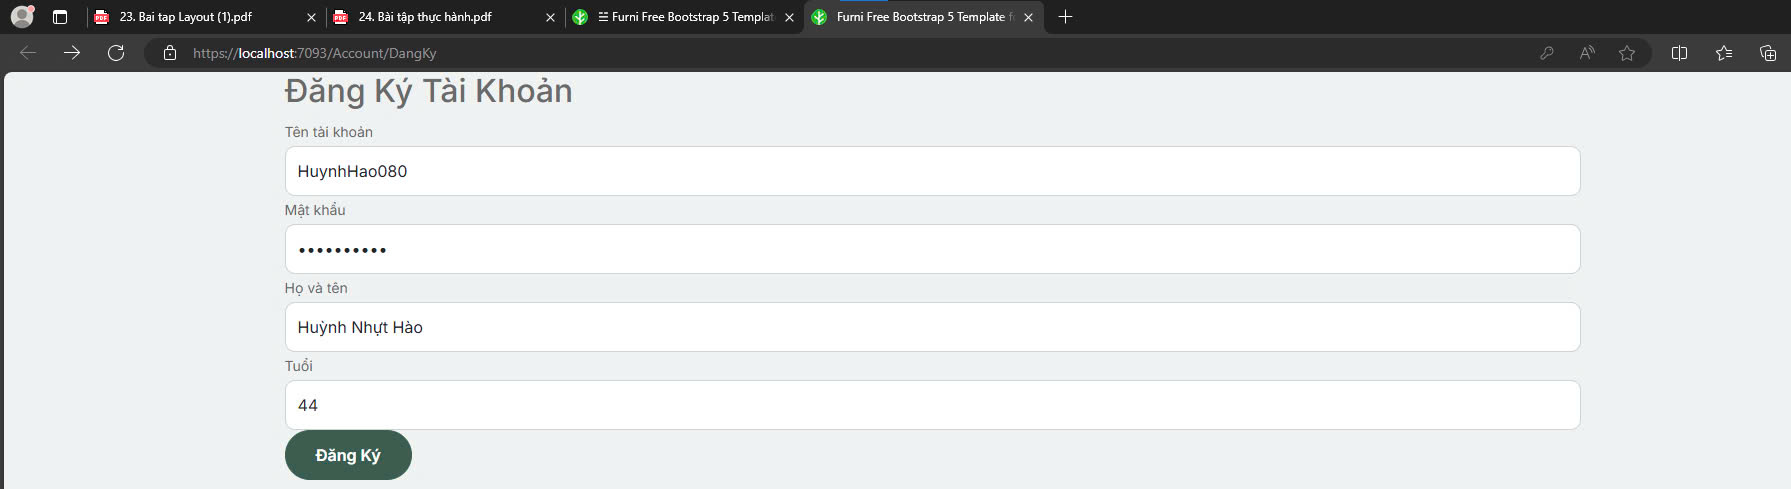 23. Bai tap Layout (1).pdf
24. Bài tập thực hành.pdf
Furni Free Bootstrap 5 Templat
Furni Free Bootstrap 5 Template fo
https://localhost:7093/Account/DangKy
Đăng Ký Tài Khoản
Tên tài khoản
HuynhHao080
Mật khẩu
••••••••••
Họ và tên
Huỳnh Nhựt Hào
Tuổi
44
Đăng Ký